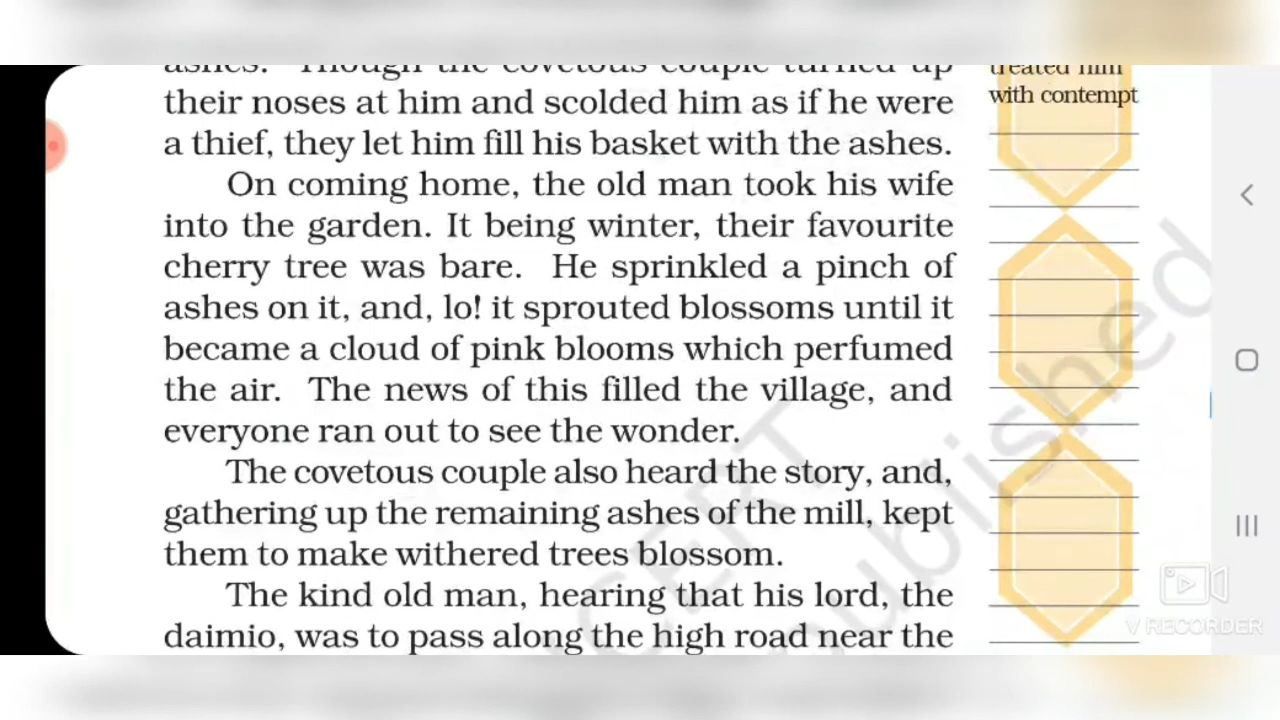 ashes. Though the covetous couple turned up
their noses at him and scolded him as if he were
a thief, they let him fill his basket with the ashes.
On coming home, the old man took his wife
into the garden. It being winter, their favourite
cherry tree was bare. He sprinkled a pinch of
ashes on it, and, lo! it sprouted blossoms until it
became a cloud of pink blooms which perfumed
the air. The news of this filled the village, and
everyone ran out to see the wonder.
The covetous couple also heard the story, and,
gathering up the remaining ashes of the mill, kept
them to make withered trees blossom.
The kind old man, hearing that his lord, the
daimio, was to pass along the high road near the
treated him
with contempt
NCERT
published
V RECORDER